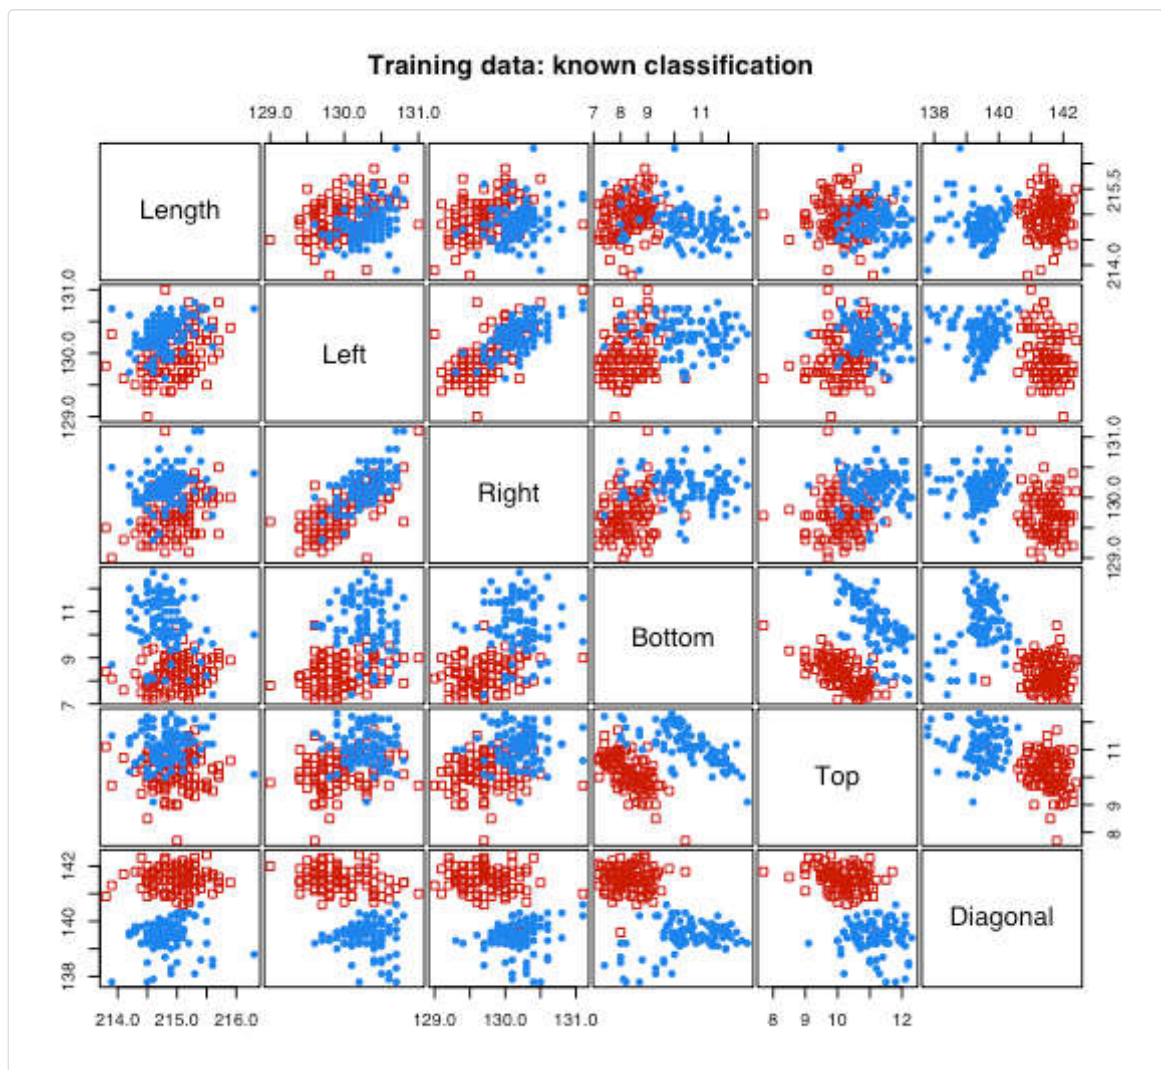 Training data: known classification
129.0 130.0 131.0 7 8 9 11 138 140 142
Length
214.0 215.5
129.0 130.0 131.0
Left
Right
129.0 130.0 131.0
7 9 11
Bottom
Top
8 9 11
138 140 142
Diagonal
214.0 215.0 216.0 129.0 130.0 131.0 8 9 10 12